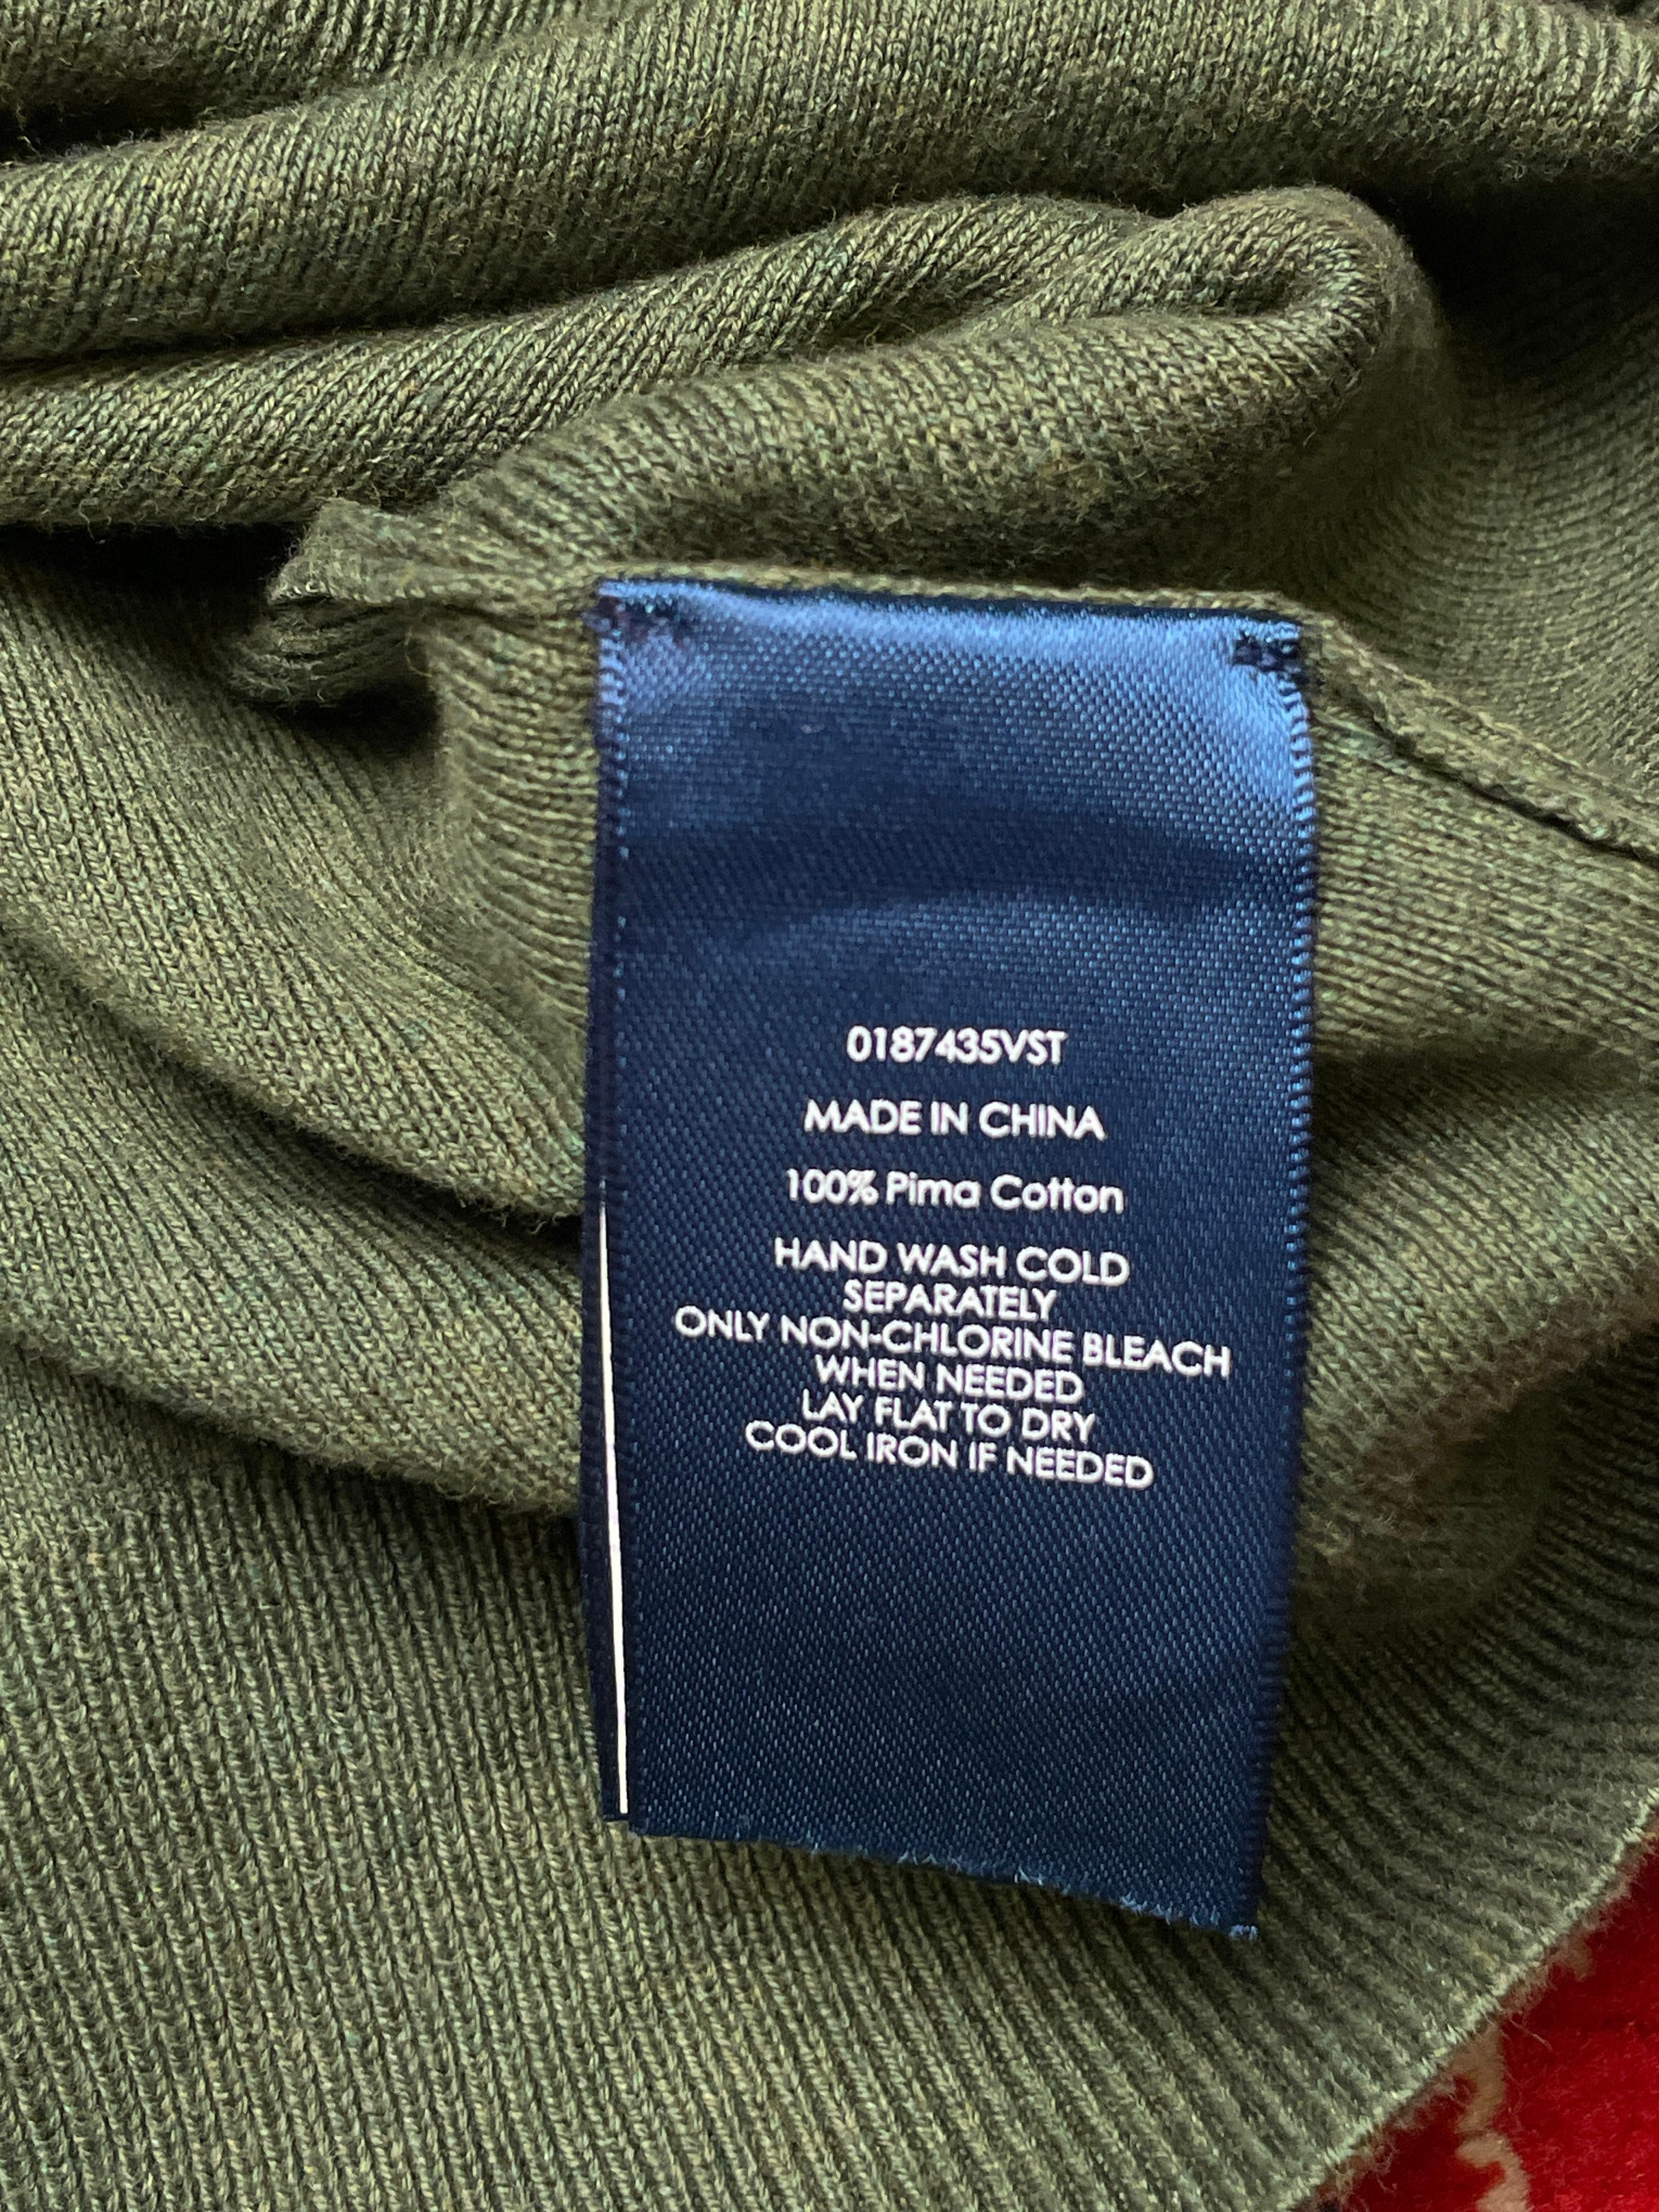 0187435VST
MADE IN CHINA
100% Pima Cotton
HAND WASH COLD
SEPARATELY
ONLY NON-CHLORINE BLEACH
WHEN NEEDED
LAY FLAT TO DRY
COOL IRON IF NEEDED